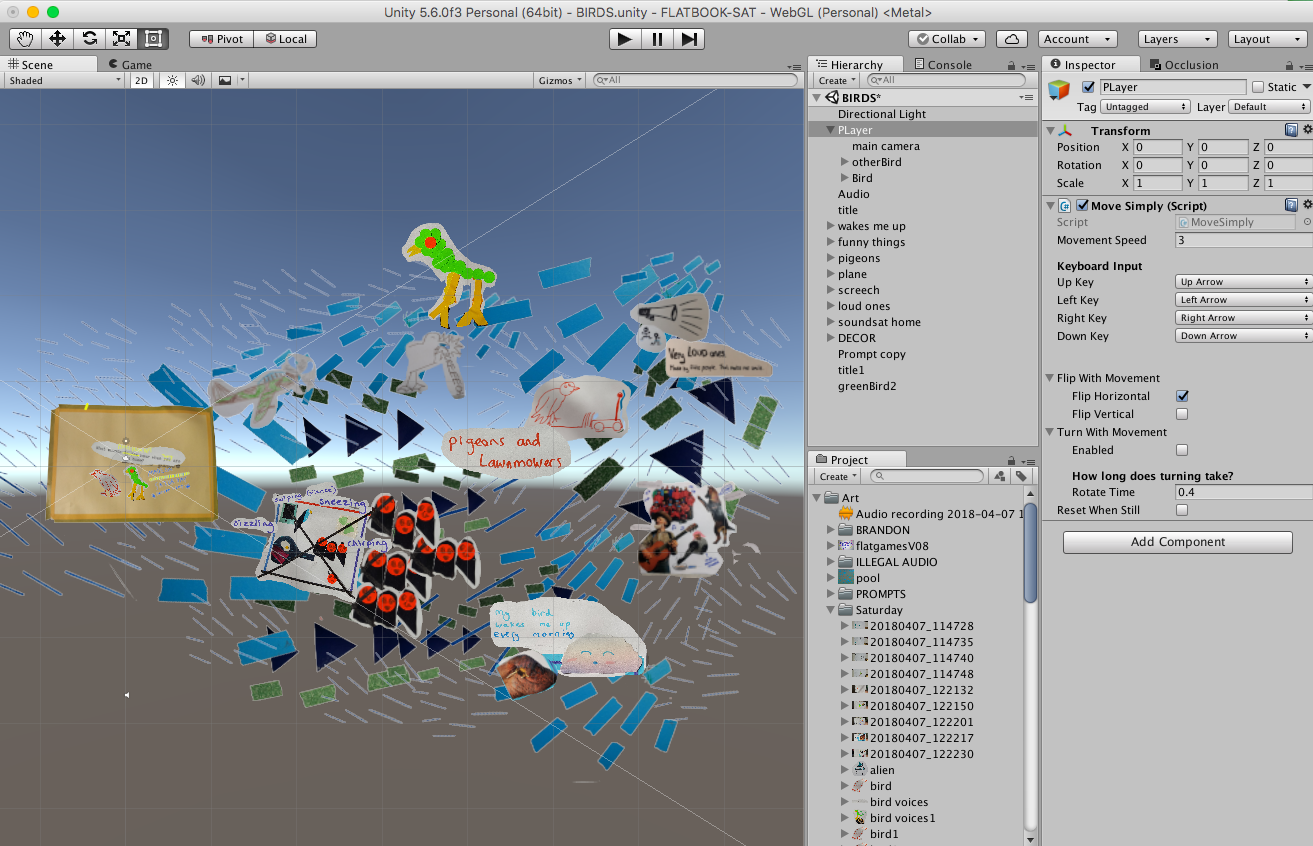 Unity 5.6.0f3 Personal (64bit) - BIRDS.unity - FLATBOOK-SAT - WebGL (Personal) <Metal>
Pivot Local Collab Account Layers Layout
Scene Game
Shaded 2D Gizmos All
pigeons and
Lawnmowers
Very LOUD ones
sneezing
chirping
sizzling
My bird
wakes me up
every morning
Hierarchy Console
Create All
BIRDS*
Directional Light
PLayer
main camera
otherBird
Bird
Audio
title
wakes me up
funny things
pigeons
plane
screech
loud ones
soundsat home
DECOR
Prompt copy
title1
greenBird2
Project
Create
Art
Audio recording 2018-04-07 1
BRANDON
flatgamesV08
ILLEGAL AUDIO
pool
PROMPTS
Saturday
20180407_114728
20180407_114735
20180407_114740
20180407_114748
20180407_122132
20180407_122150
20180407_122201
20180407_122217
20180407_122230
alien
bird
bird voices
bird voices1
bird1
Inspector Occlusion
PLayer Static
Tag Untagged Layer Default
Transform
Position X 0 Y 0 Z 0
Rotation X 0 Y 0 Z 0
Scale X 1 Y 1 Z 1
Move Simply (Script)
Script MoveSimply
Movement Speed 3
Keyboard Input
Up Key Up Arrow
Left Key Left Arrow
Right Key Right Arrow
Down Key Down Arrow
Flip With Movement
Flip Horizontal
Flip Vertical
Turn With Movement
Enabled
How long does turning take?
Rotate Time 0.4
Reset When Still
Add Component